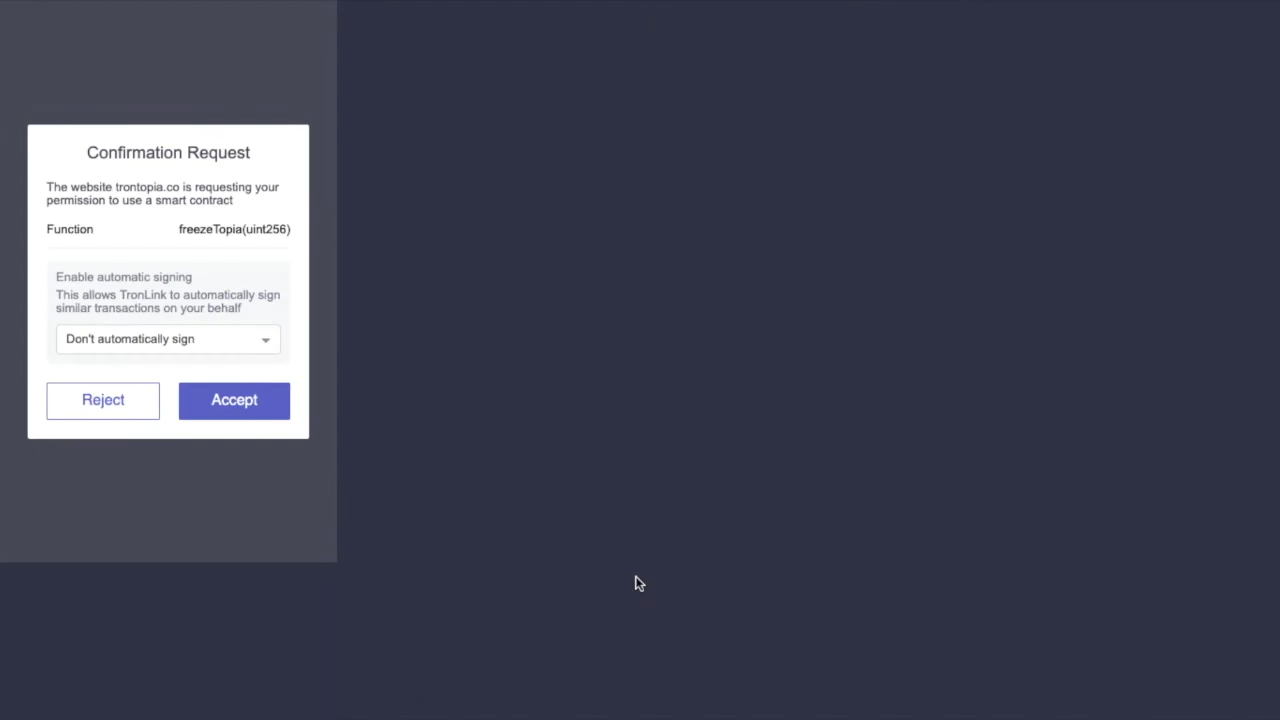 Confirmation Request
The website trontopia.co is requesting your
permission to use a smart contract
Function freezeTopia(uint256)
Enable automatic signing
This allows TronLink to automatically sign
similar transactions on your behalf
Don't automatically sign
Reject Accept